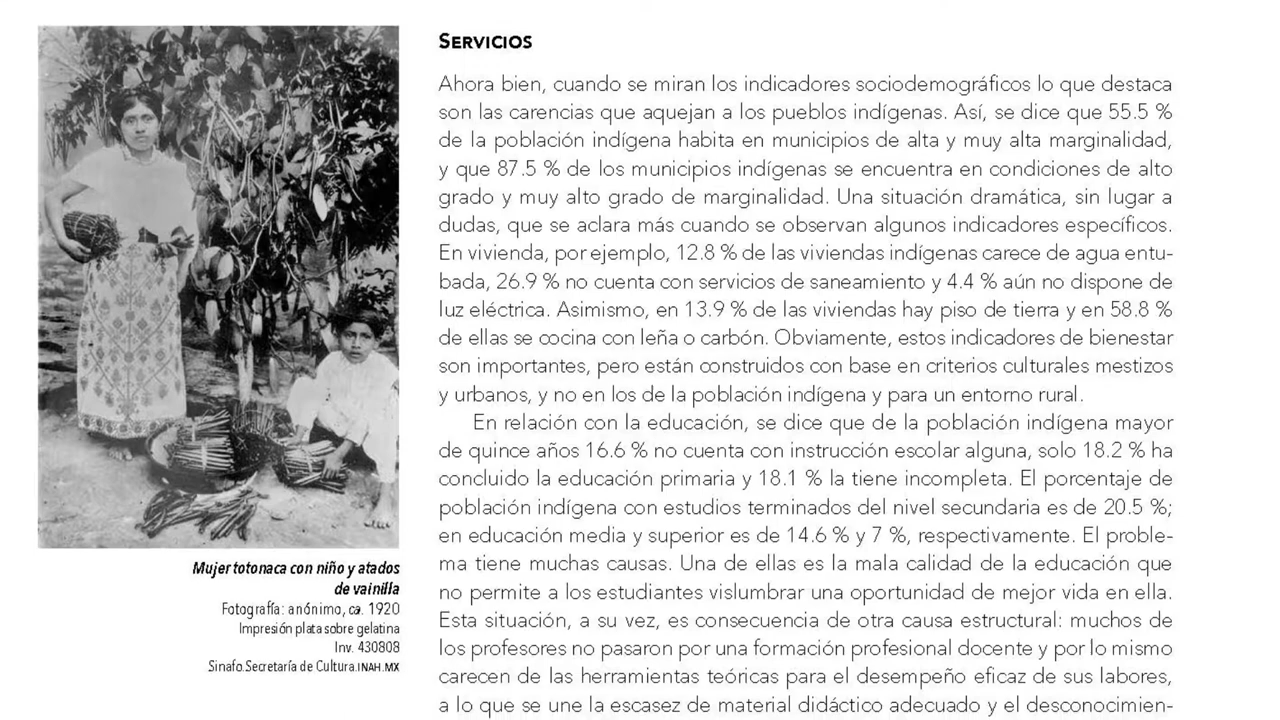 SERVICIOS
Ahora bien, cuando se miran los indicadores sociodemográficos lo que destaca
son las carencias que aquejan a los pueblos indígenas. Así, se dice que 55.5 %
de la población indígena habita en municipios de alta y muy alta marginalidad,
y que 87.5 % de los municipios indígenas se encuentra en condiciones de alto
grado y muy alto grado de marginalidad. Una situación dramática, sin lugar a
dudas, que se aclara más cuando se observan algunos indicadores específicos.
En vivienda, por ejemplo, 12.8 % de las viviendas indígenas carece de agua entu-
bada, 26.9 % no cuenta con servicios de saneamiento y 4.4 % aún no dispone de
luz eléctrica. Asimismo, en 13.9 % de las viviendas hay piso de tierra y en 58.8 %
de ellas se cocina con leña o carbón. Obviamente, estos indicadores de bienestar
son importantes, pero están construidos con base en criterios culturales mestizos
y urbanos, y no en los de la población indígena y para un entorno rural.
En relación con la educación, se dice que de la población indígena mayor
de quince años 16.6 % no cuenta con instrucción escolar alguna, solo 18.2 % ha
concluido la educación primaria y 18.1 % la tiene incompleta. El porcentaje de
población indígena con estudios terminados del nivel secundaria es de 20.5 %;
en educación media y superior es de 14.6 % y 7 %, respectivamente. El proble-
ma tiene muchas causas. Una de ellas es la mala calidad de la educación que
no permite a los estudiantes vislumbrar una oportunidad de mejor vida en ella.
Esta situación, a su vez, es consecuencia de otra causa estructural: muchos de
los profesores no pasaron por una formación profesional docente y por lo mismo
carecen de las herramientas teóricas para el desempeño eficaz de sus labores,
a lo que se une la escasez de material didáctico adecuado y el desconocimien-
Mujer totonaca con niño y atados
de vainilla
Fotografía: anónimo, ca. 1920
Impresión plata sobre gelatina
Inv. 430808
Sinafo.Secretaría de Cultura.INAH.MX